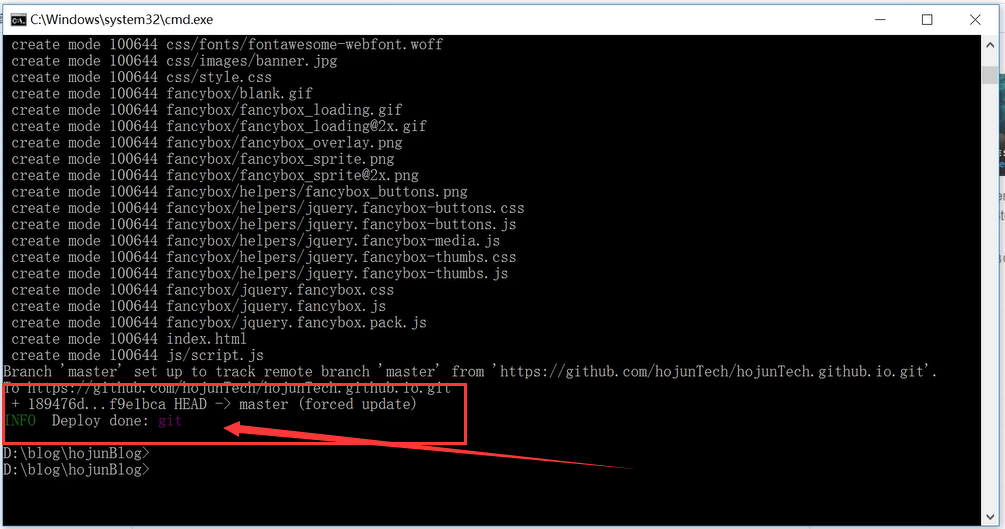 C:\Windows\system32\cmd.exe
create mode 100644 css/fonts/fontawesome-webfont.woff
create mode 100644 css/images/banner.jpg
create mode 100644 css/style.css
create mode 100644 fancybox/blank.gif
create mode 100644 fancybox/fancybox_loading.gif
create mode 100644 fancybox/fancybox_loading@2x.gif
create mode 100644 fancybox/fancybox_overlay.png
create mode 100644 fancybox/fancybox_sprite.png
create mode 100644 fancybox/fancybox_sprite@2x.png
create mode 100644 fancybox/helpers/fancybox_buttons.png
create mode 100644 fancybox/helpers/jquery.fancybox-buttons.css
create mode 100644 fancybox/helpers/jquery.fancybox-buttons.js
create mode 100644 fancybox/helpers/jquery.fancybox-media.js
create mode 100644 fancybox/helpers/jquery.fancybox-thumbs.css
create mode 100644 fancybox/helpers/jquery.fancybox-thumbs.js
create mode 100644 fancybox/jquery.fancybox.css
create mode 100644 fancybox/jquery.fancybox.js
create mode 100644 fancybox/jquery.fancybox.pack.js
create mode 100644 index.html
create mode 100644 js/script.js
Branch 'master' set up to track remote branch 'master' from 'https://github.com/hojunTech/hojunTech.github.io.git'.
To https://github.com/hojunTech/hojunTech.github.io.git
+ 189476d...f9e1bca HEAD -> master (forced update)
INFO Deploy done: git
D:\blog\hojunBlog>
D:\blog\hojunBlog>